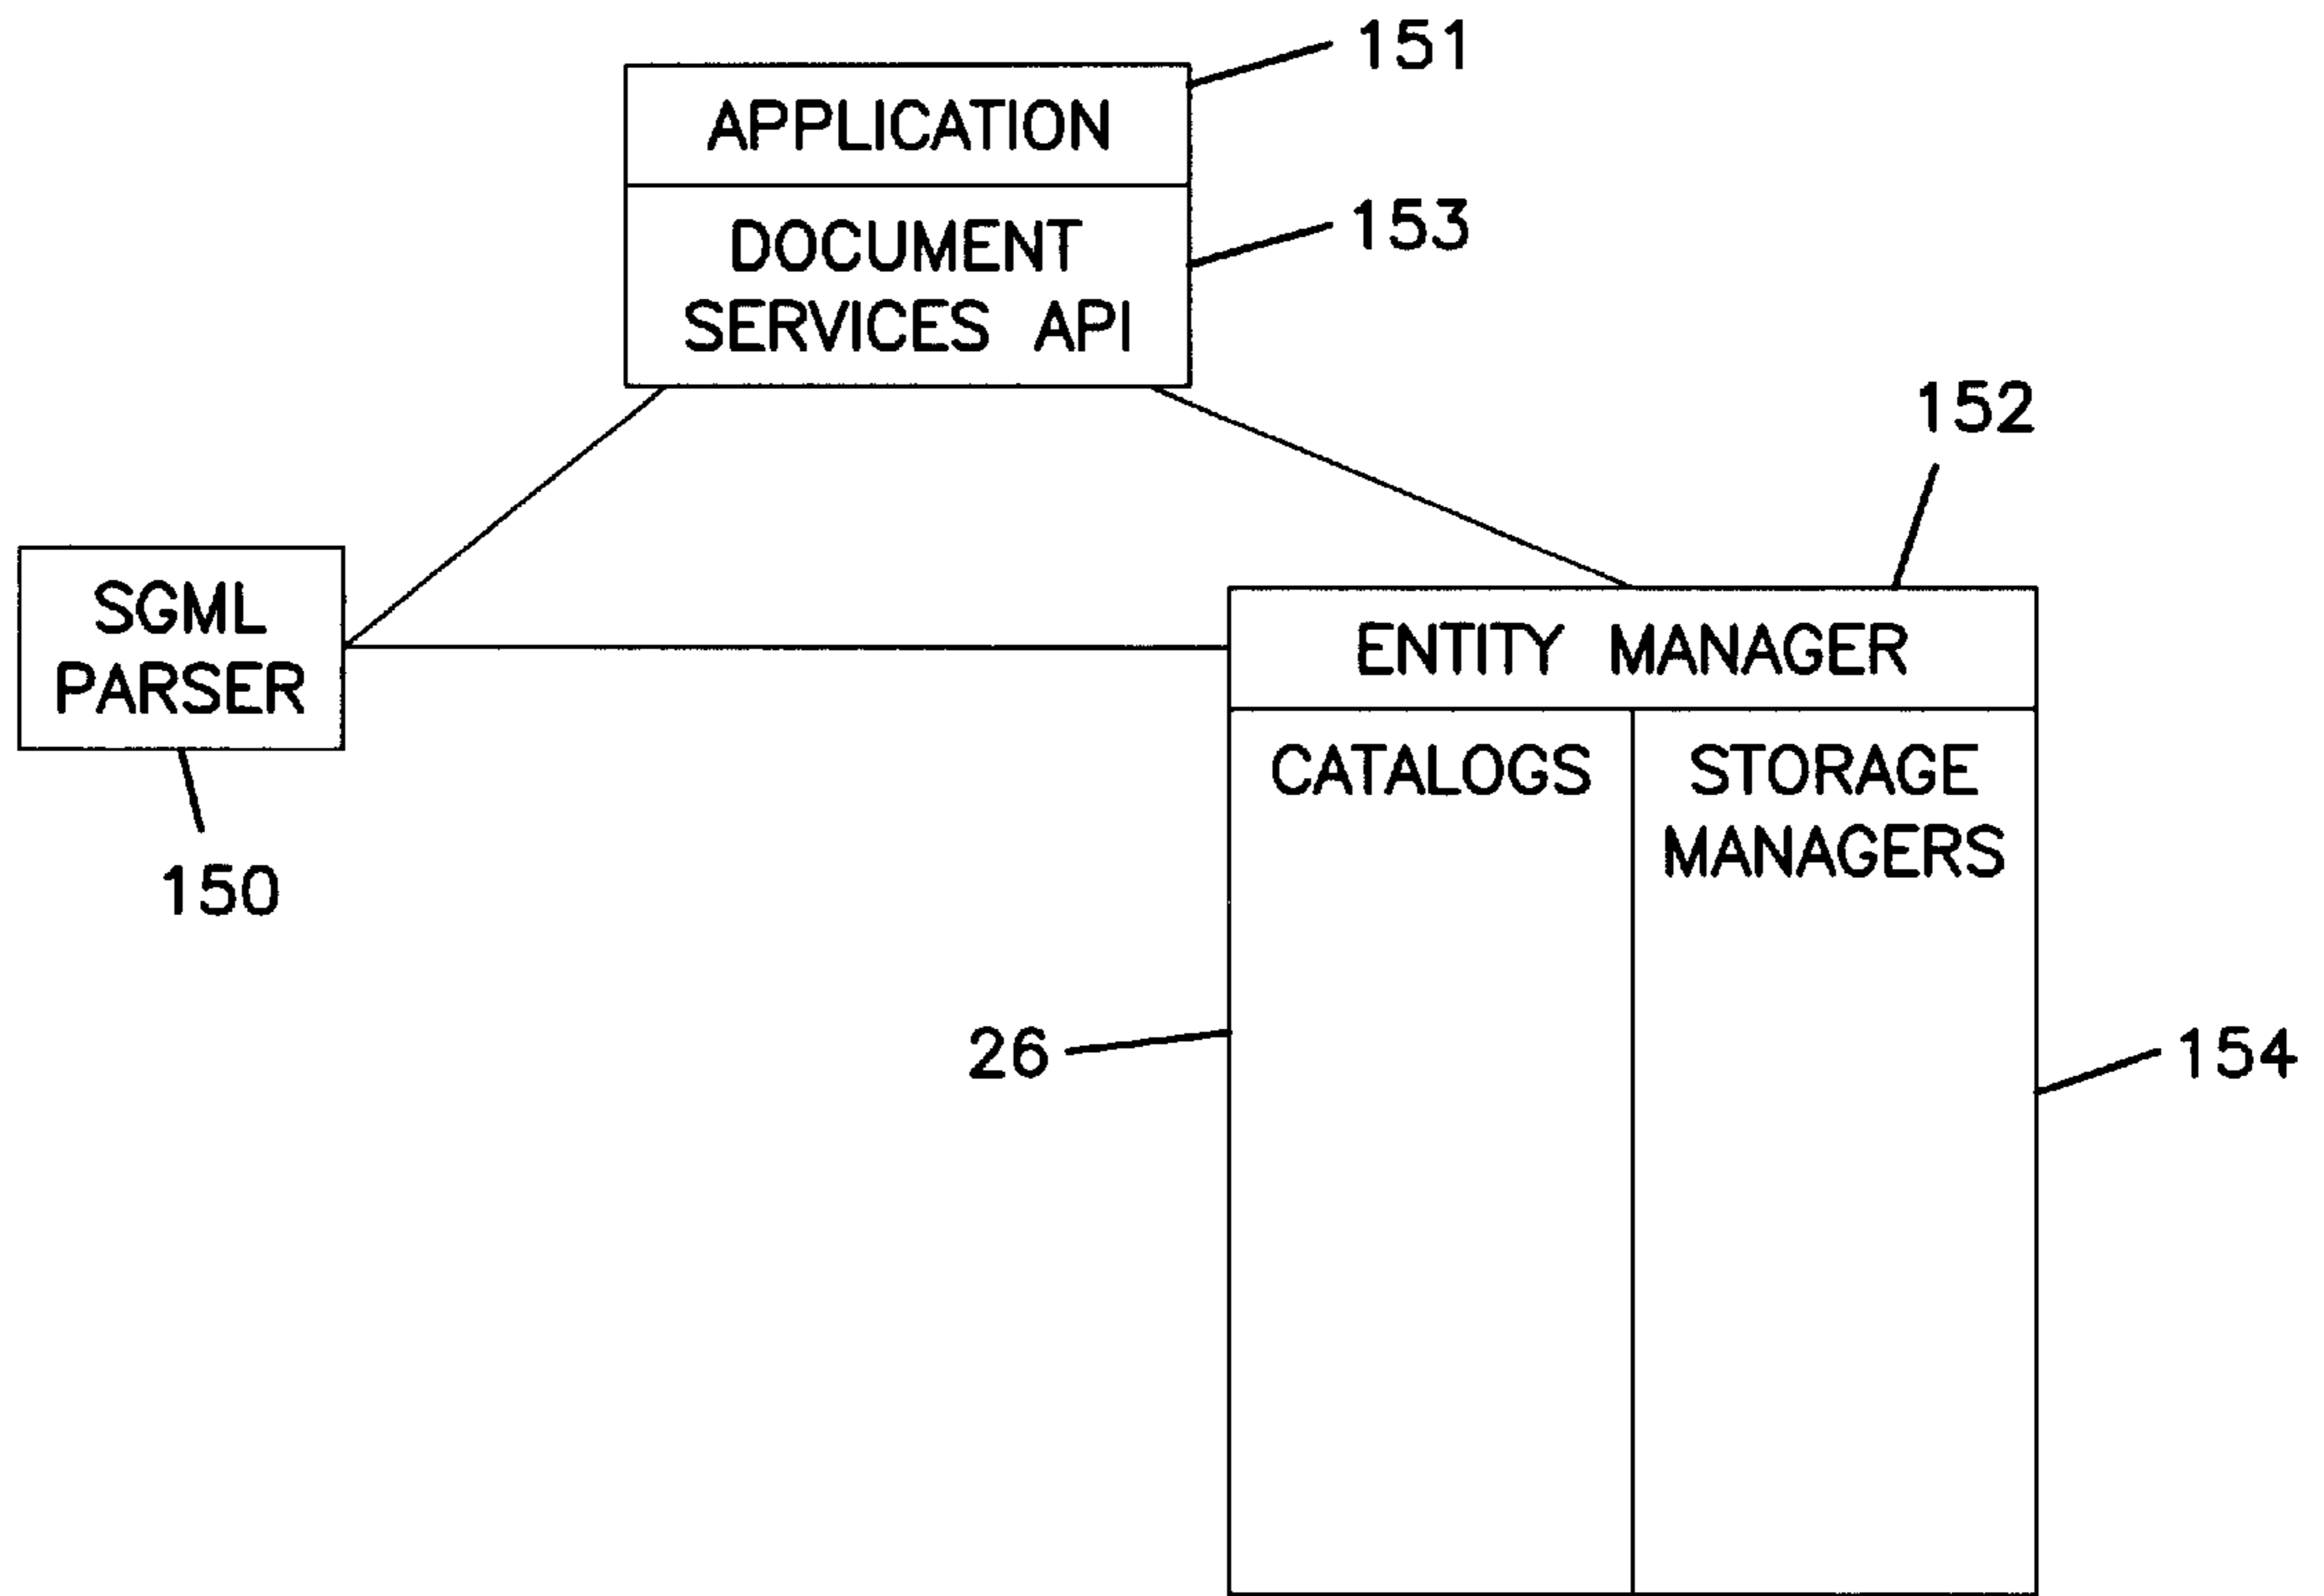 151
APPLICATION
153
DOCUMENT
SERVICES API
152
SGML
PARSER
ENTITY MANAGER
150
CATALOGS
STORAGE
MANAGERS
26
154